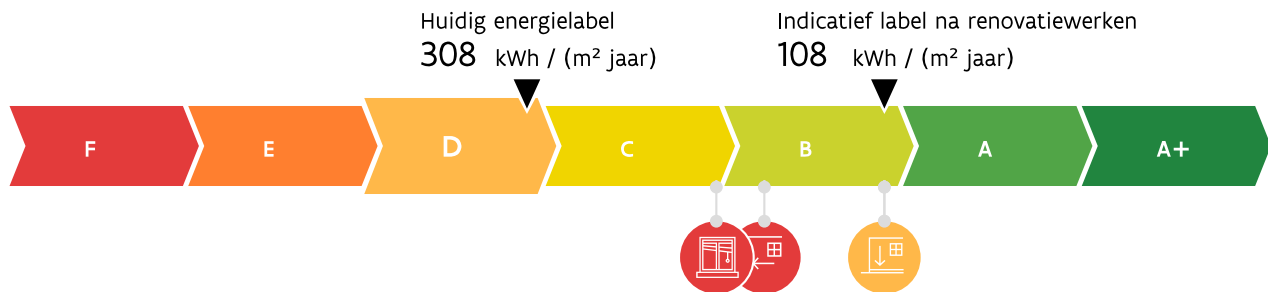 Huidig energielabel
308 kWh / (m² jaar)
Indicatief label na renovatiewerken
108 kWh / (m² jaar)
F E D C B A A+